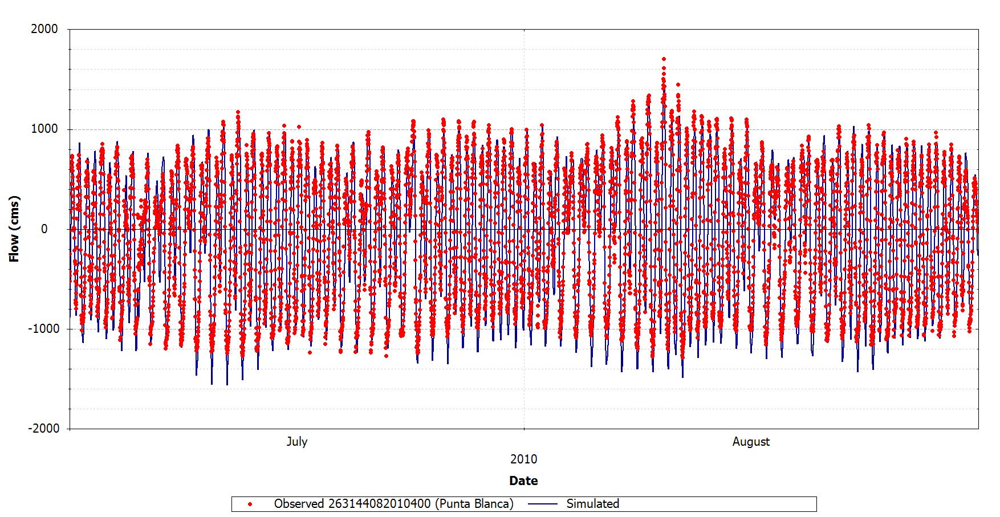 2000
1000
0
-1000
-2000
Flow (cms)
July
August
2010
Date
Observed 263144082010400 (Punta Blanca)
Simulated